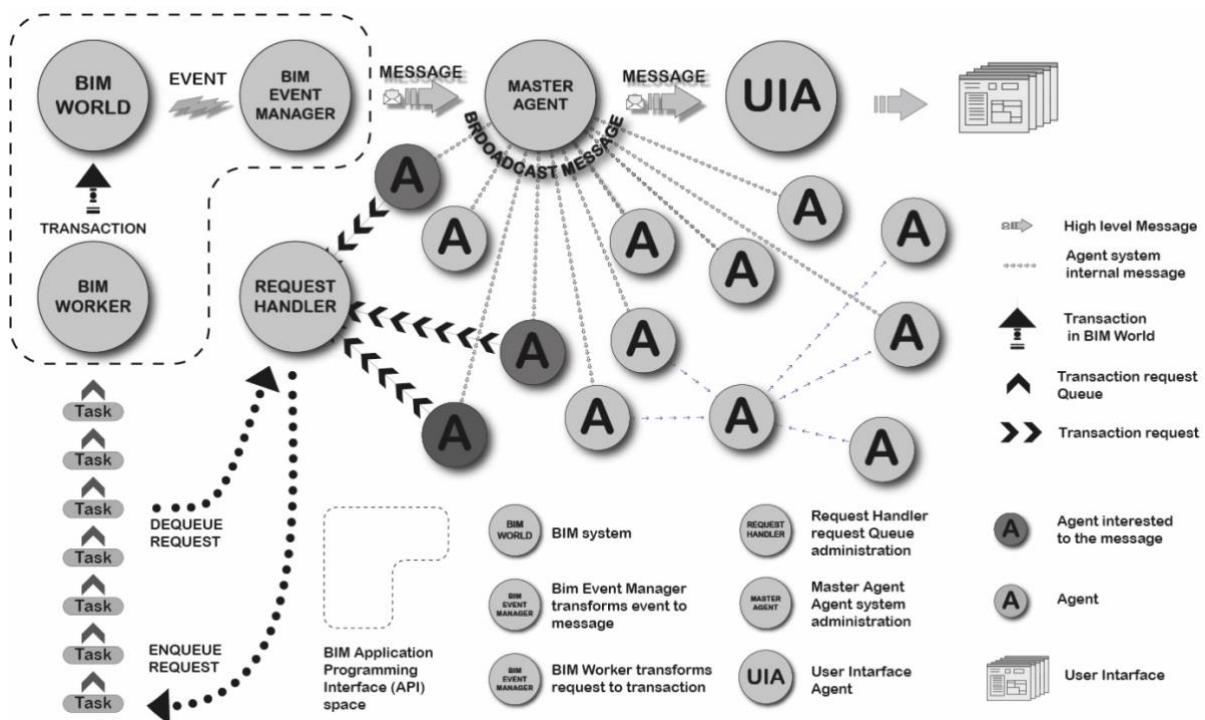 BIM
WORLD
EVENT
BIM
EVENT
MANAGER
MESSAGE
MASTER
AGENT
MESSAGE
UIA
BRDOADCAST MESSAGE
TRANSACTION
BIM
WORKER
REQUEST
HANDLER
A
A
A
A
A
A
A
A
A
A
A
A
A
Task
Task
Task
Task
Task
Task
Task
DEQUEUE
REQUEST
ENQUEUE
REQUEST
High level Message
Agent system
internal message
Transaction
in BIM World
Transaction request
Queue
Transaction request
BIM Application
Programming
Interface (API)
space
BIM
WORLD
BIM system
BIM
EVENT
MANAGER
Bim Event Manager
transforms event to
message
BIM
EVENT
MANAGER
BIM Worker transforms
request to transaction
REQUEST
HANDLER
Request Handler
request Queue
administration
MASTER
AGENT
Master Agent
Agent system
administration
UIA
User Intarface
Agent
A
Agent interested
to the message
A
Agent
User Interface